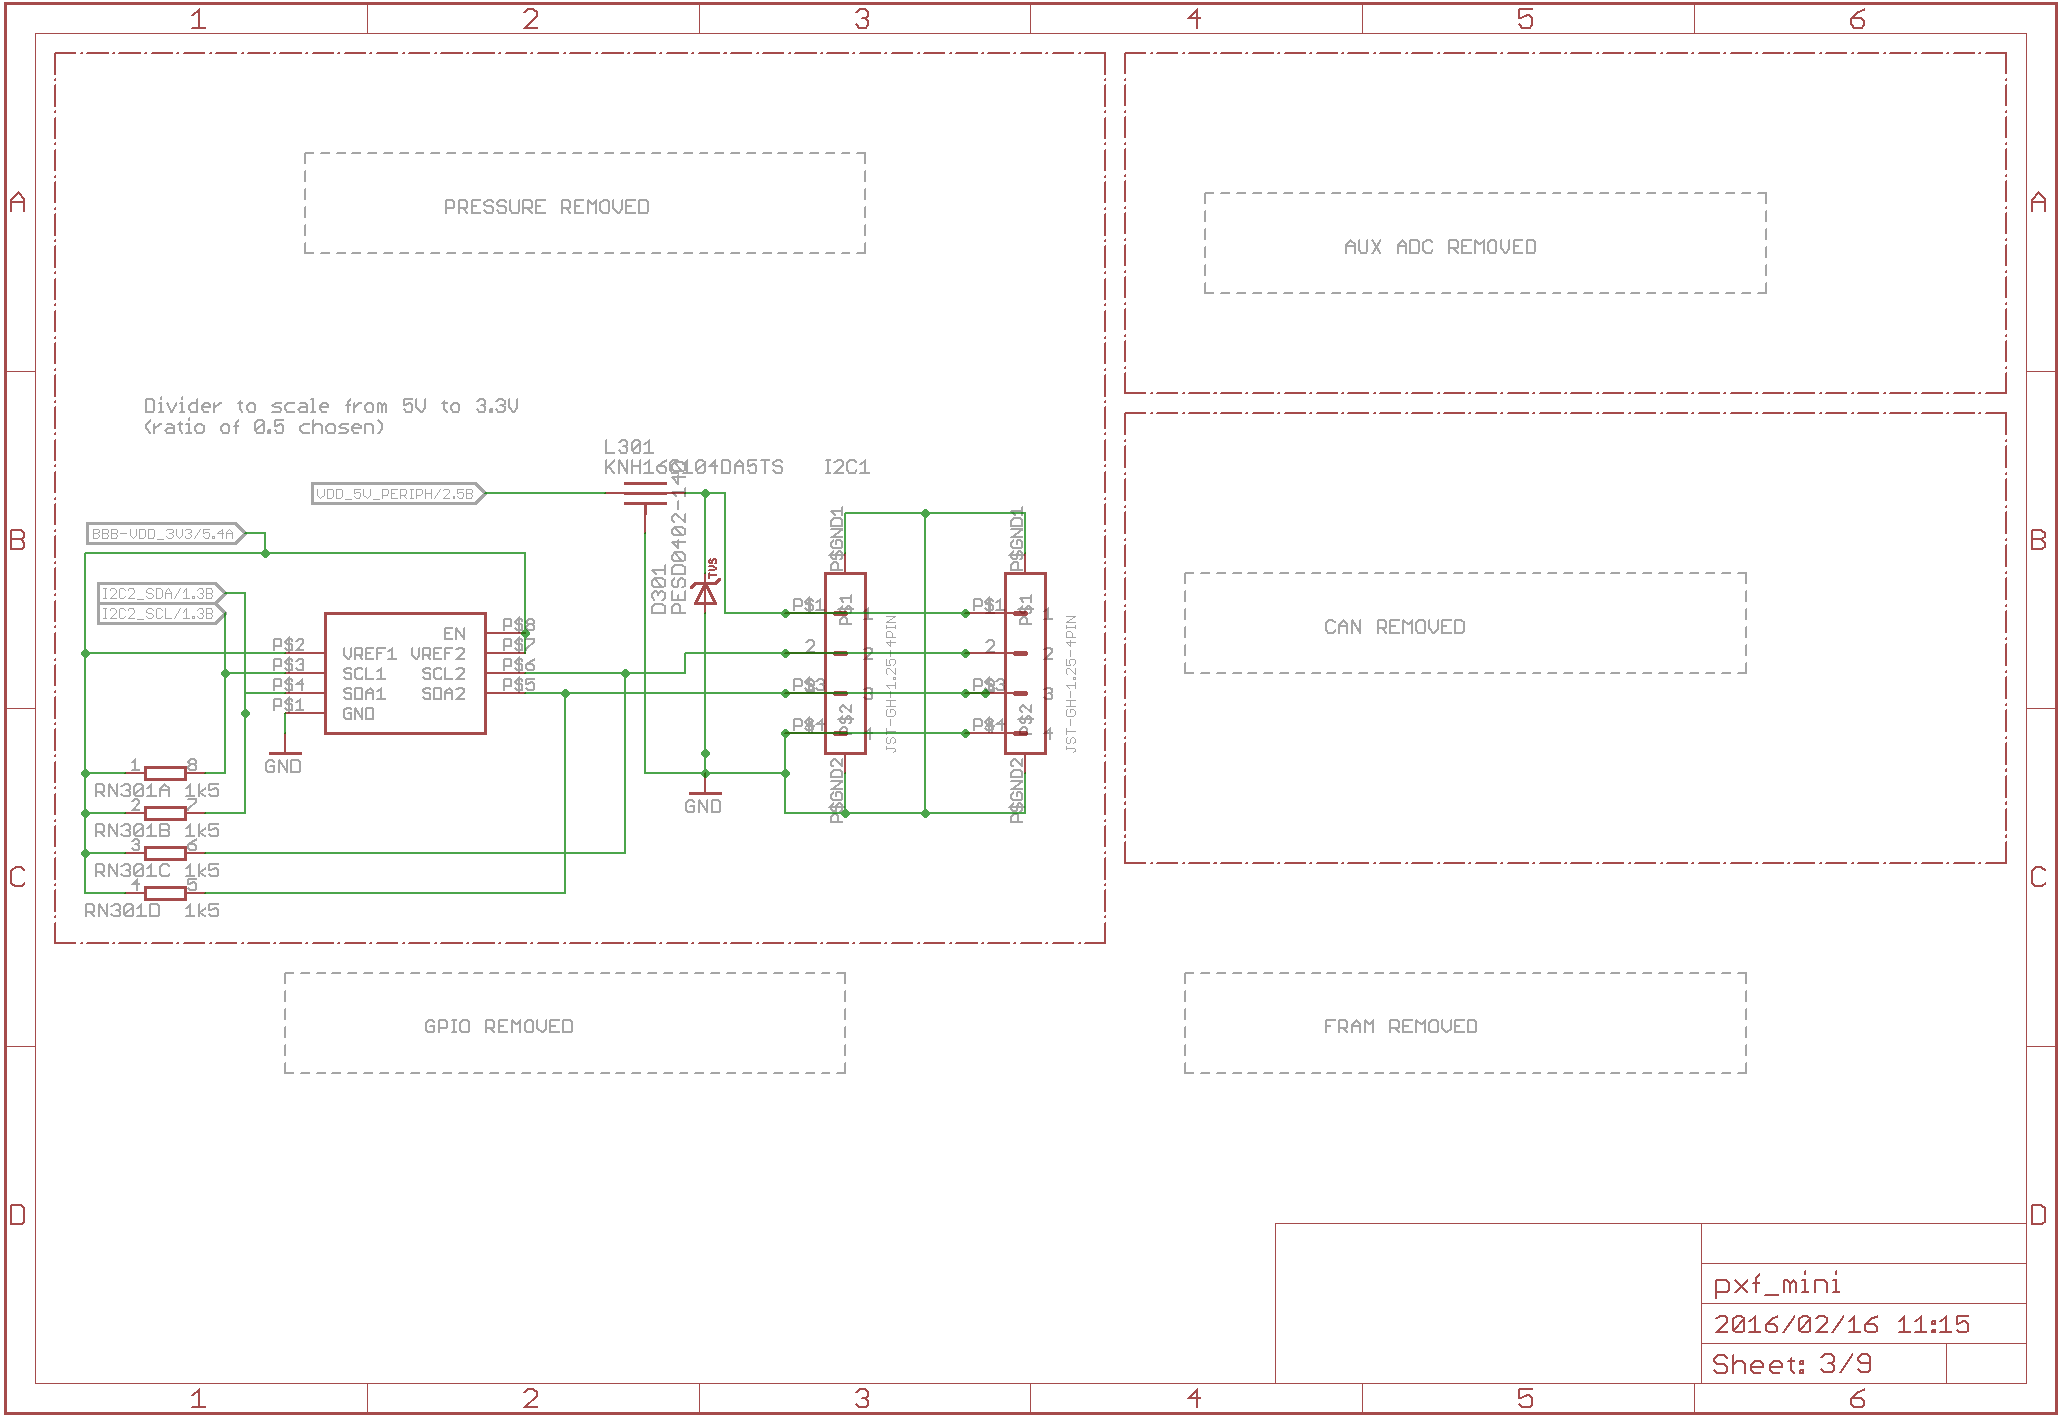 1 2 3 4 5 6
A A
PRESSURE REMOVED
AUX ADC REMOVED
Divider to scale from 5V to 3.3V
(ratio of 0.5 chosen)
L301
KNH16C104DA5TS
I2C1
VDD_5V_PERIPH/2.5B
BBB-VDD_3V3/5.4A
B B
D301
TVS
P$GND1
P$GND1
I2C2_SDA/1.3B
I2C2_SCL/1.3B
P$1 P$1 1
P$1 P$1 1
CAN REMOVED
EN P$8
P$2 VREF1 VREF2 P$7
P$3 SCL1 SCL2 P$6
P$4 SDA1 SDA2 P$5
P$1 GND
2 2
2 2
P$3 3
P$3 3
P$4 P$2 4
P$4 P$2 4
JST-GH-1.25-4PIN
JST-GH-1.25-4PIN
GND
GND
P$GND2
P$GND2
1 8
RN301A 1k5
2 7
RN301B 1k5
3 6
RN301C 1k5
4 5
RN301D 1k5
C C
GPIO REMOVED
FRAM REMOVED
D D
pxf_mini
2016/02/16 11:15
Sheet: 3/9
1 2 3 4 5 6